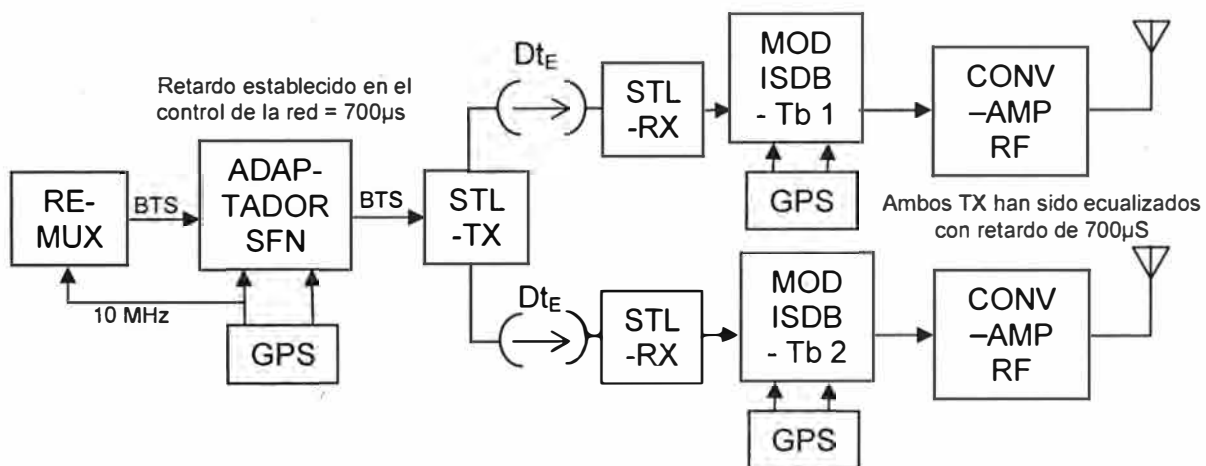 Retardo establecido en el
control de la red = 700µs
RE-
MUX
BTS
10 MHz
ADAP-
TADOR
SFN
GPS
BTS
STL
-TX
DtE
STL
-RX
MOD
ISDB
- Tb 1
GPS
CONV
–AMP
RF
Ambos TX han sido ecualizados
con retardo de 700µS
DtE
STL
-RX
MOD
ISDB
- Tb 2
GPS
CONV
–AMP
RF